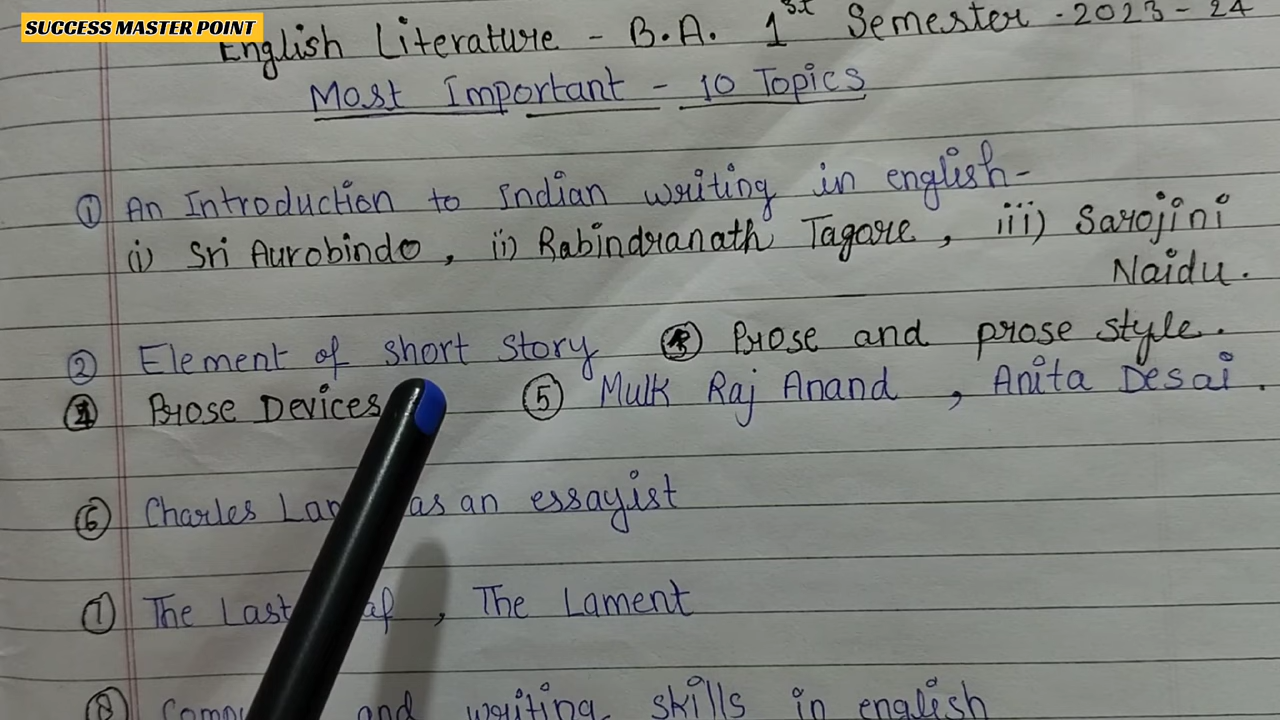 SUCCESS MASTER POINT
English Literature - B.A. 1st Semester - 2023-24
Most Important - 10 Topics
① An Introduction to Indian writing in english-
(i) Sri Aurobindo, ii) Rabindranath Tagore, iii) Sarojini
Naidu.
② Element of short story ③ Prose and prose style.
④ Prose Devices ⑤ Mulk Raj Anand, Anita Desai.
⑥ Charles as an essayist
⑦ The Last, The Lament
⑧ and writing skills in english